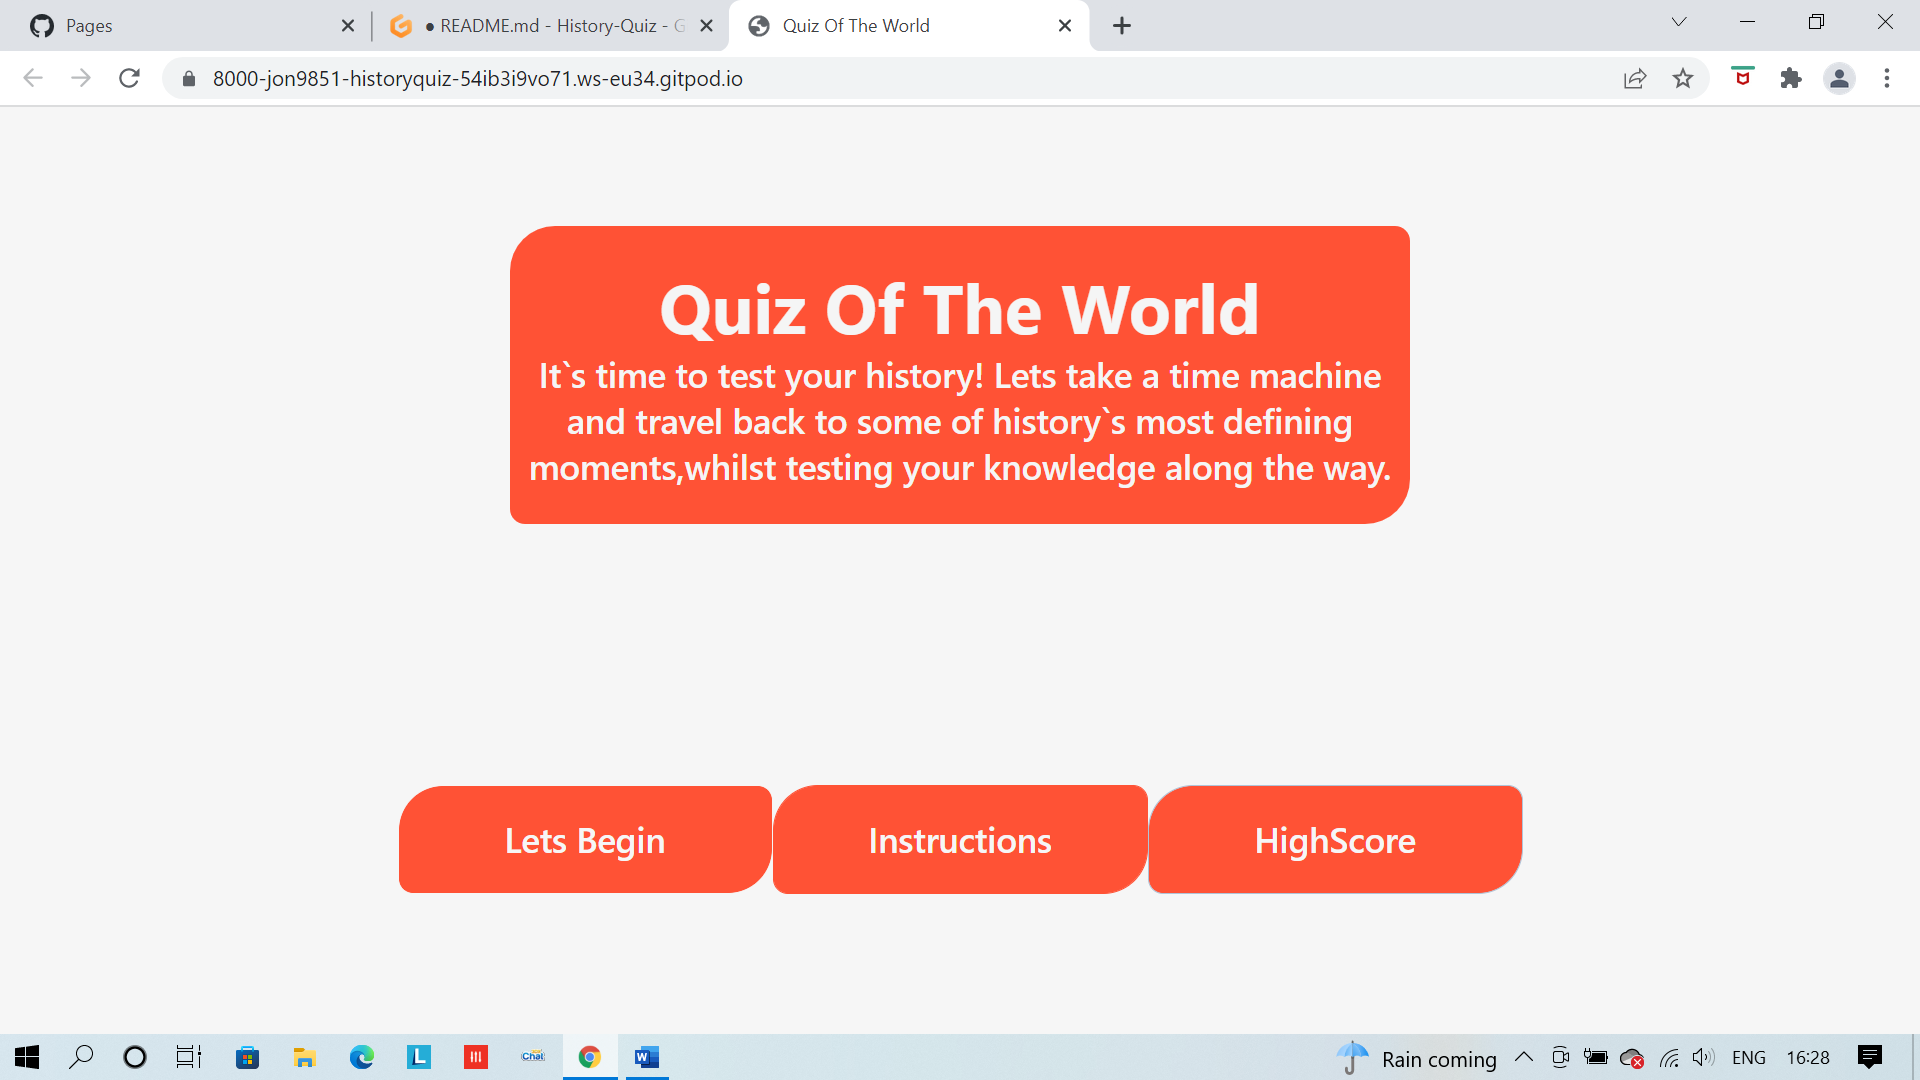 Pages
● README.md - History-Quiz - G
Quiz Of The World
8000-jon9851-historyquiz-54ib3i9vo71.ws-eu34.gitpod.io
Quiz Of The World
It`s time to test your history! Lets take a time machine
and travel back to some of history`s most defining
moments,whilst testing your knowledge along the way.
Lets Begin
Instructions
HighScore
L
Chal
W
Rain coming
ENG
16:28